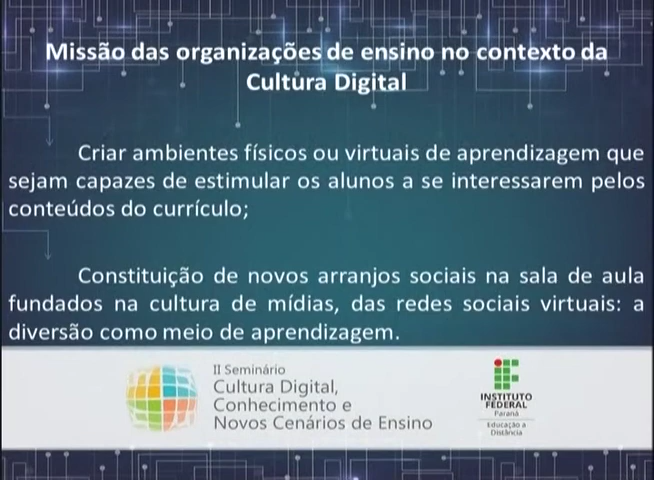 Missão das organizações de ensino no contexto da
Cultura Digital
Criar ambientes físicos ou virtuais de aprendizagem que
sejam capazes de estimular os alunos a se interessarem pelos
conteúdos do currículo;
Constituição de novos arranjos sociais na sala de aula
fundados na cultura de mídias, das redes sociais virtuais: a
diversão como meio de aprendizagem.
II Seminário
Cultura Digital,
Conhecimento e
Novos Cenários de Ensino
INSTITUTO
FEDERAL
Paraná
Educação a
Distância